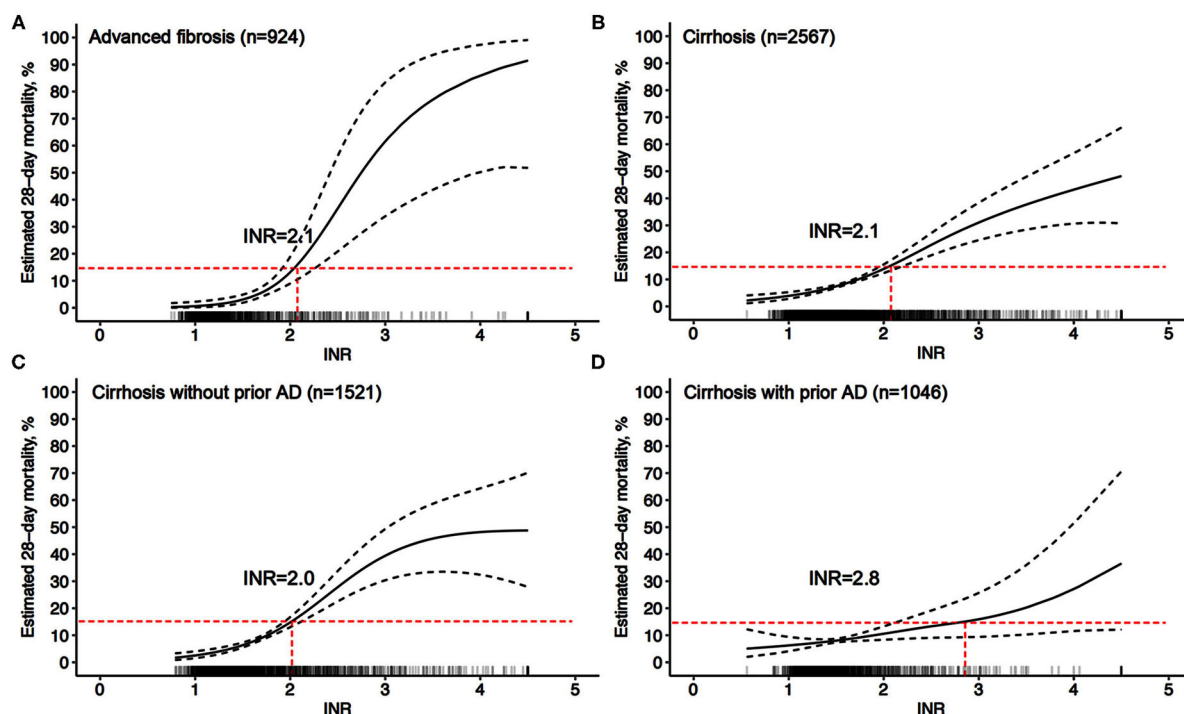 A
Advanced fibrosis (n=924)
Estimated 28-day mortality, %
100
90
80
70
60
50
40
30
20
10
0
INR=2.1
0 1 2 3 4 5
INR
B
Cirrhosis (n=2567)
Estimated 28-day mortality, %
100
90
80
70
60
50
40
30
20
10
0
INR=2.1
0 1 2 3 4 5
INR
C
Cirrhosis without prior AD (n=1521)
Estimated 28-day mortality, %
100
90
80
70
60
50
40
30
20
10
0
INR=2.0
0 1 2 3 4 5
INR
D
Cirrhosis with prior AD (n=1046)
Estimated 28-day mortality, %
100
90
80
70
60
50
40
30
20
10
0
INR=2.8
0 1 2 3 4 5
INR